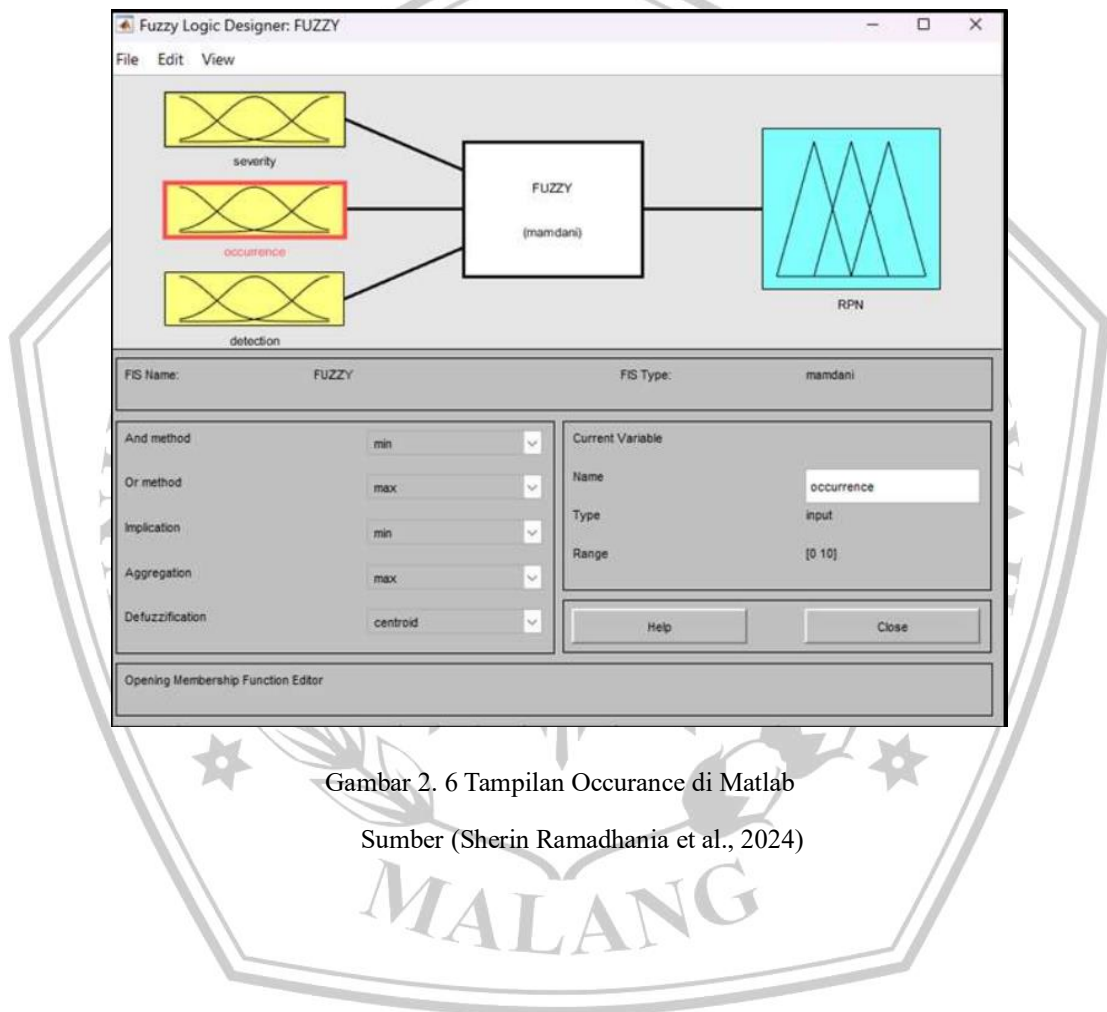 Fuzzy Logic Designer: FUZZY
File Edit View
severity
occurrence
detection
FUZZY
(mamdani)
RPN
FIS Name: FUZZY FIS Type: mamdani
And method min
Or method max
Implication min
Aggregation max
Defuzzification centroid
Current Variable
Name occurrence
Type input
Range [0 10]
Help Close
Opening Membership Function Editor
Gambar 2. 6 Tampilan Occurance di Matlab
Sumber (Sherin Ramadhania et al., 2024)
MALANG